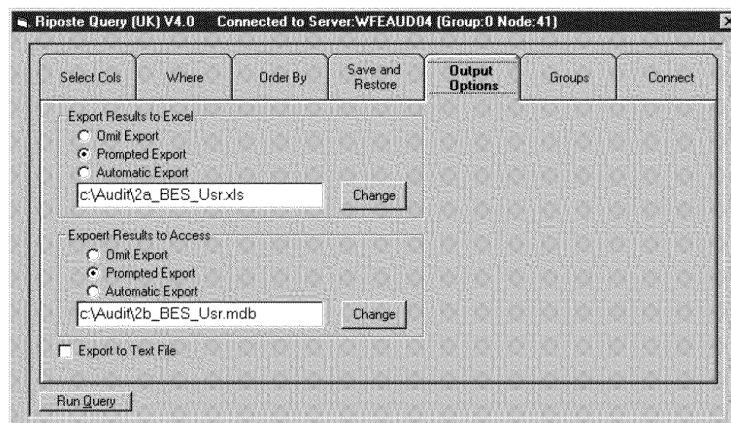 Riposte Query (UK) V4.0 Connected to Server:WFEAUD04 (Group:0 Node:41)
Select Cols Where Order By Save and Restore Output Options Groups Connect
Export Results to Excel
Omit Export
Prompted Export
Automatic Export
c:\Audit\2a_BES_Usr.xls Change
Expoert Results to Access
Omit Export
Prompted Export
Automatic Export
c:\Audit\2b_BES_Usr.mdb Change
Export to Text File
Run Query